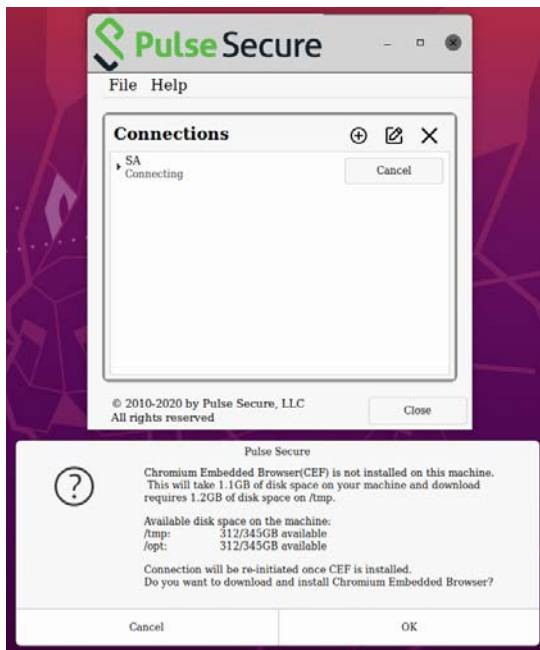 Pulse Secure
File Help
Connections
SA
Connecting
Cancel
© 2010-2020 by Pulse Secure, LLC
All rights reserved
Close
Pulse Secure
Chromium Embedded Browser(CEF) is not installed on this machine.
This will take 1.1GB of disk space on your machine and download
requires 1.2GB of disk space on /tmp.
Available disk space on the machine:
/tmp: 312/345GB available
/opt: 312/345GB available
Connection will be re-initiated once CEF is installed.
Do you want to download and install Chromium Embedded Browser?
Cancel
OK